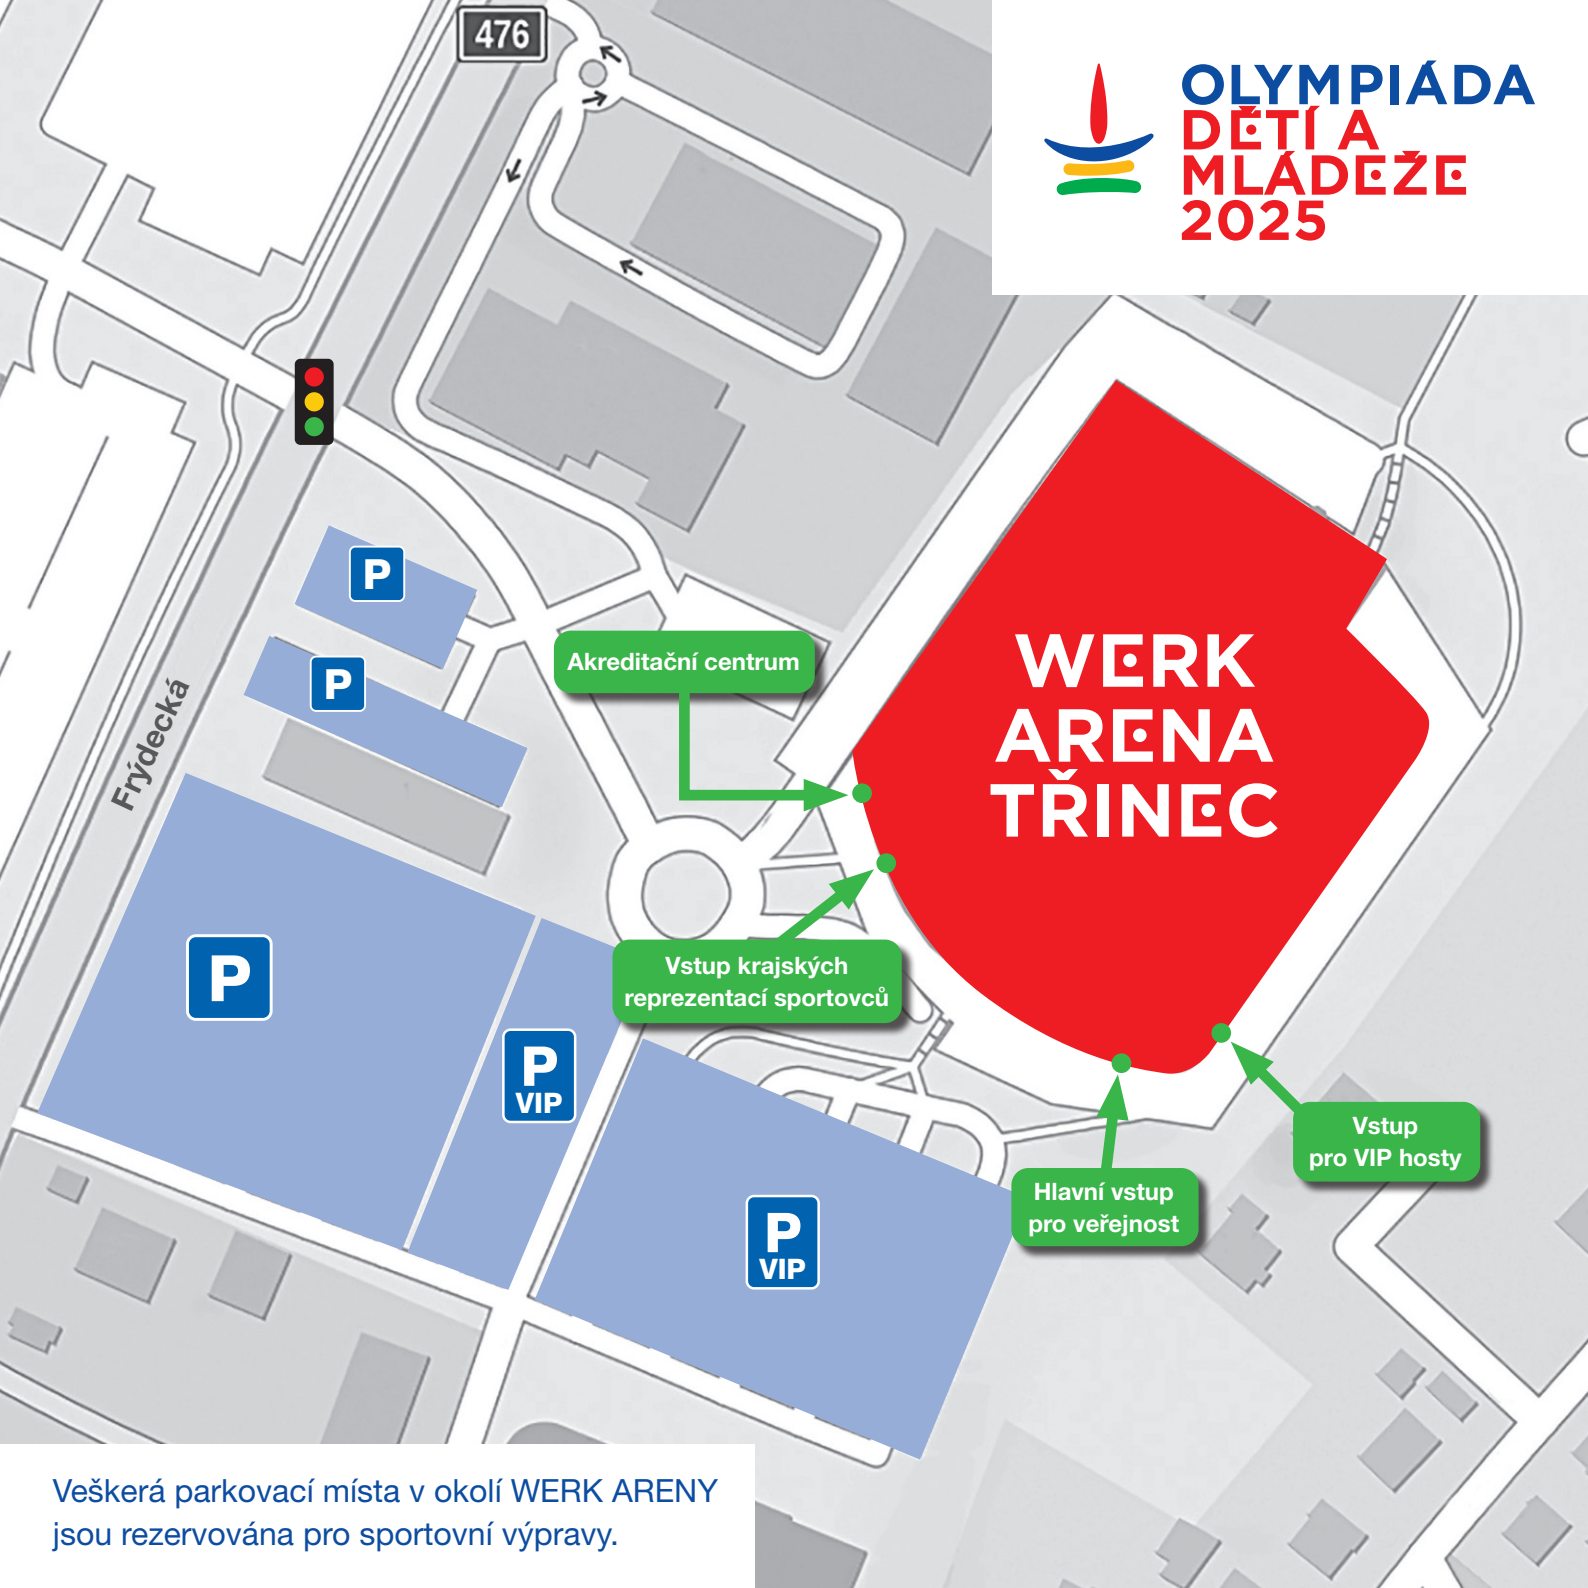 476
OLYMPIÁDA
DĚTÍ A
MLÁDEŽE
2025
P
P
Frýdecká
Akreditační centrum
WERK
ARENA
TŘINEC
P
Vstup krajských
reprezentací sportovců
P
VIP
Vstup
pro VIP hosty
Hlavní vstup
pro veřejnost
P
VIP
Veškerá parkovací místa v okolí WERK ARENY
jsou rezervována pro sportovní výpravy.